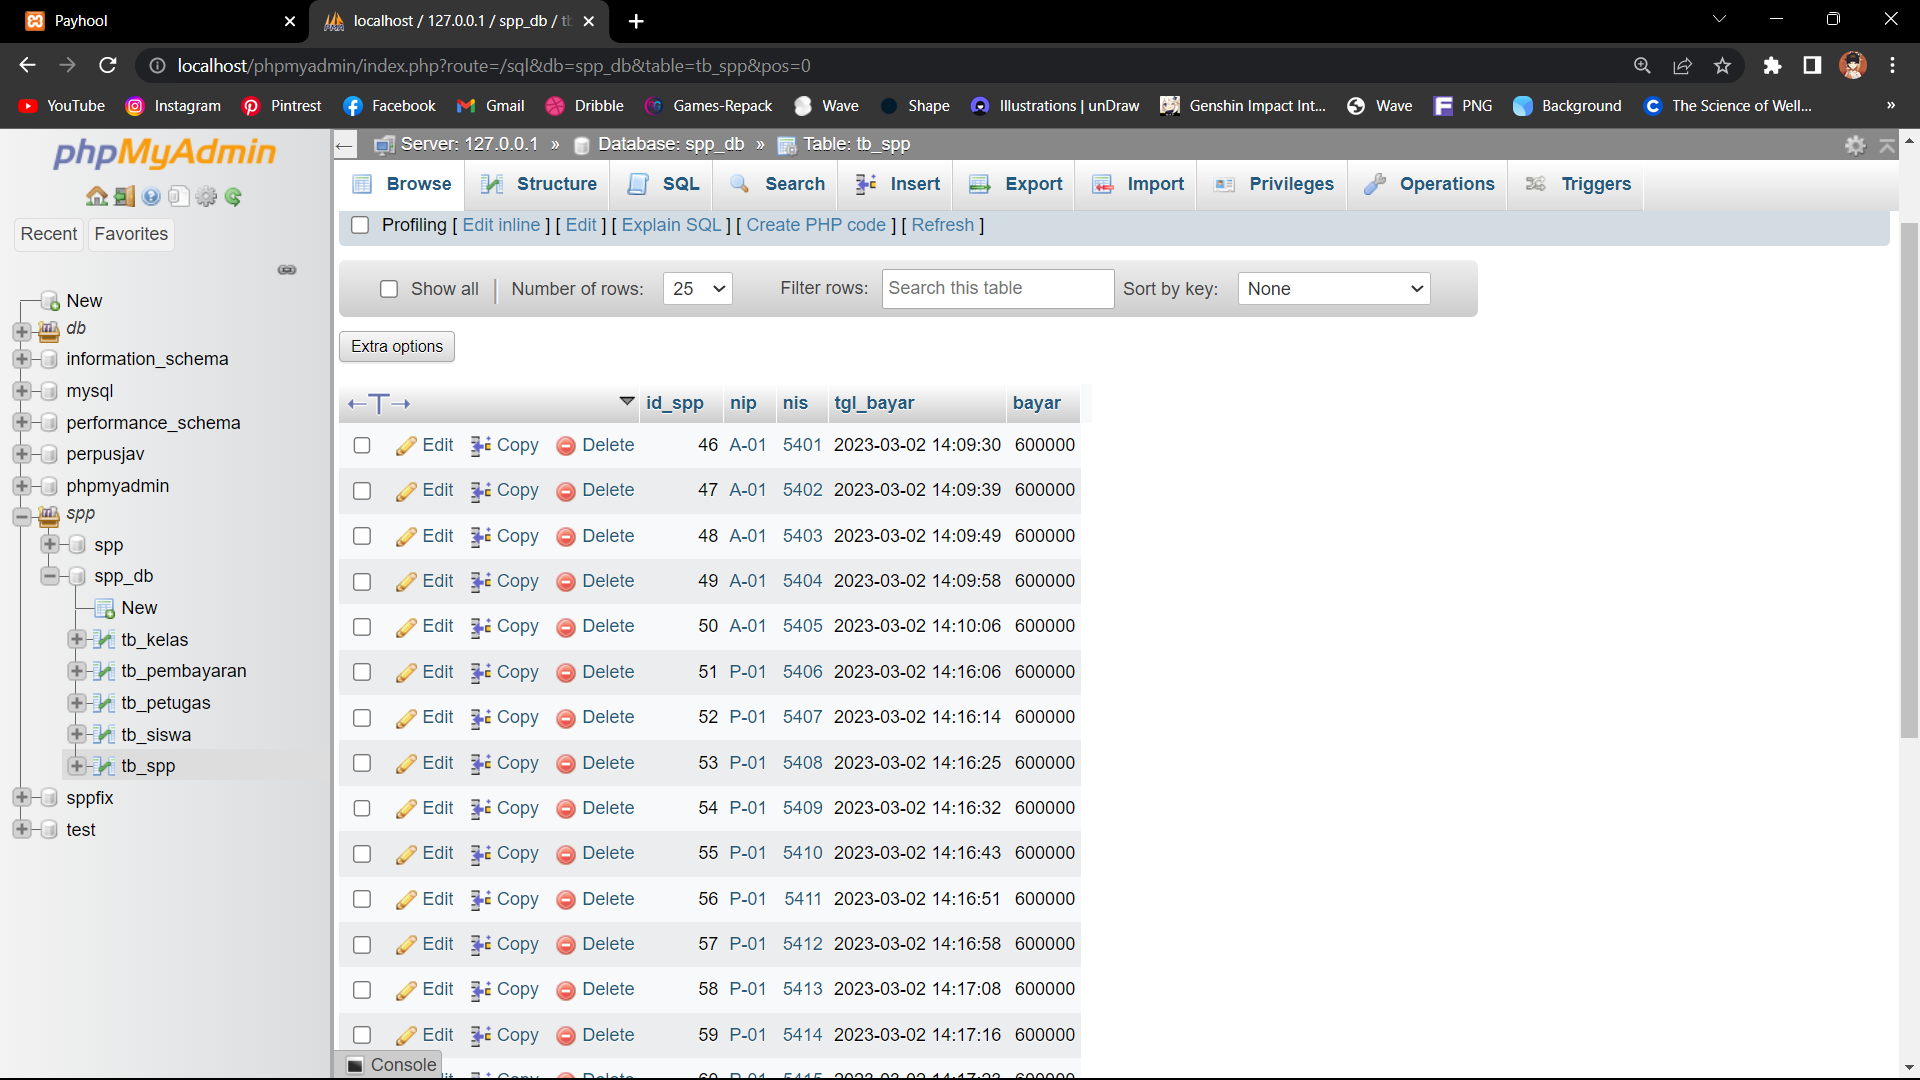 Payhool
localhost / 127.0.0.1 / spp_db / tb
localhost/phpmyadmin/index.php?route=/sql&db=spp_db&table=tb_spp&pos=0
YouTube Instagram Pinterest Facebook Gmail Dribble Games-Repack Wave Shape Illustrations | unDraw Genshin Impact Int... Wave PNG Background The Science of Well... »
phpMyAdmin
Recent Favorites
New
db
information_schema
mysql
performance_schema
perpusjav
phpmyadmin
spp
spp
spp_db
New
tb_kelas
tb_pembayaran
tb_petugas
tb_siswa
tb_spp
sppfix
test
Server: 127.0.0.1 » Database: spp_db » Table: tb_spp
Browse Structure SQL Search Insert Export Import Privileges Operations Triggers
Profiling [ Edit inline ] [ Edit ] [ Explain SQL ] [ Create PHP code ] [ Refresh ]
Show all | Number of rows: 25 Filter rows: Search this table Sort by key: None
Extra options
←T→ id_spp nip nis tgl_bayar bayar
Edit Copy Delete 46 A-01 5401 2023-03-02 14:09:30 600000
Edit Copy Delete 47 A-01 5402 2023-03-02 14:09:39 600000
Edit Copy Delete 48 A-01 5403 2023-03-02 14:09:49 600000
Edit Copy Delete 49 A-01 5404 2023-03-02 14:09:58 600000
Edit Copy Delete 50 A-01 5405 2023-03-02 14:10:06 600000
Edit Copy Delete 51 P-01 5406 2023-03-02 14:16:06 600000
Edit Copy Delete 52 P-01 5407 2023-03-02 14:16:14 600000
Edit Copy Delete 53 P-01 5408 2023-03-02 14:16:25 600000
Edit Copy Delete 54 P-01 5409 2023-03-02 14:16:32 600000
Edit Copy Delete 55 P-01 5410 2023-03-02 14:16:43 600000
Edit Copy Delete 56 P-01 5411 2023-03-02 14:16:51 600000
Edit Copy Delete 57 P-01 5412 2023-03-02 14:16:58 600000
Edit Copy Delete 58 P-01 5413 2023-03-02 14:17:08 600000
Edit Copy Delete 59 P-01 5414 2023-03-02 14:17:16 600000
Console